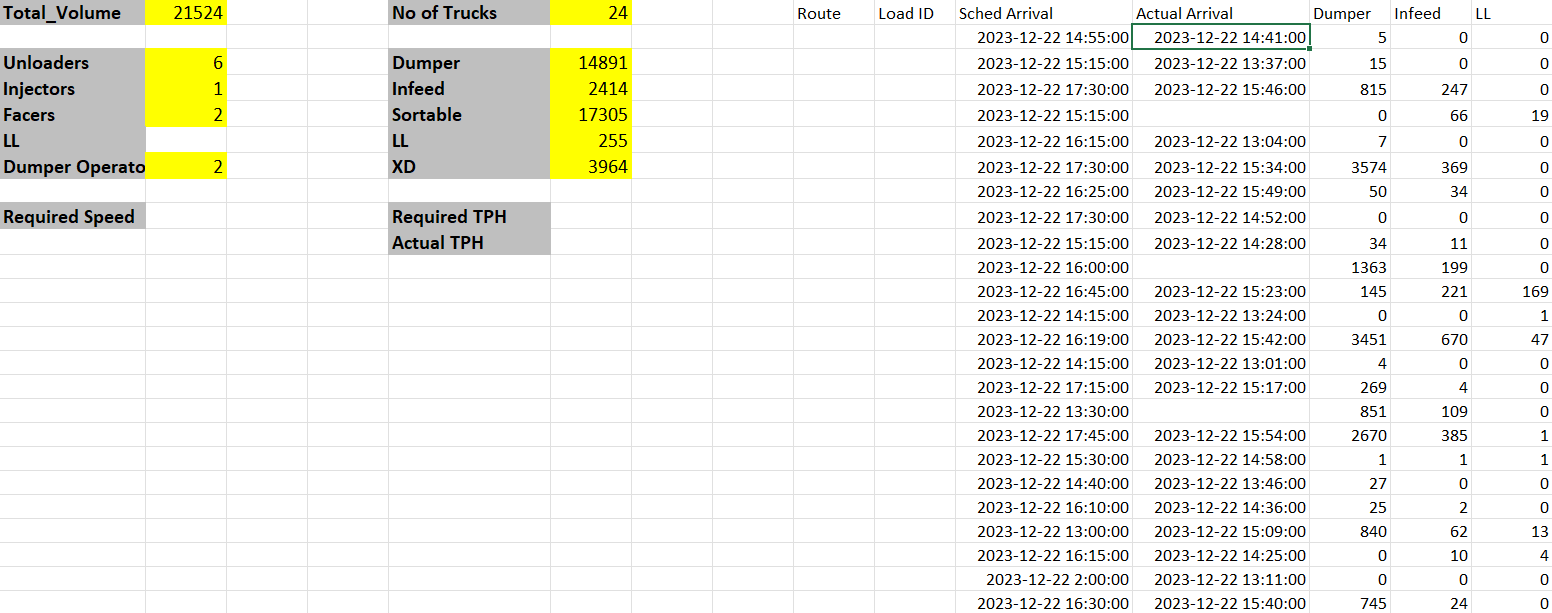 Total_Volume 21524 No of Trucks 24 Route Load ID Sched Arrival Actual Arrival Dumper Infeed LL
2023-12-22 14:55:00 2023-12-22 14:41:00 5 0 0
Unloaders 6 Dumper 14891 2023-12-22 15:15:00 2023-12-22 13:37:00 15 0 0
Injectors 1 Infeed 2414 2023-12-22 17:30:00 2023-12-22 15:46:00 815 247 0
Facers 2 Sortable 17305 2023-12-22 15:15:00 0 66 19
LL LL 255 2023-12-22 16:15:00 2023-12-22 13:04:00 7 0 0
Dumper Operato 2 XD 3964 2023-12-22 17:30:00 2023-12-22 15:34:00 3574 369 0
2023-12-22 16:25:00 2023-12-22 15:49:00 50 34 0
Required Speed Required TPH 2023-12-22 17:30:00 2023-12-22 14:52:00 0 0 0
Actual TPH 2023-12-22 15:15:00 2023-12-22 14:28:00 34 11 0
2023-12-22 16:00:00 1363 199 0
2023-12-22 16:45:00 2023-12-22 15:23:00 145 221 169
2023-12-22 14:15:00 2023-12-22 13:24:00 0 0 1
2023-12-22 16:19:00 2023-12-22 15:42:00 3451 670 47
2023-12-22 14:15:00 2023-12-22 13:01:00 4 0 0
2023-12-22 17:15:00 2023-12-22 15:17:00 269 4 0
2023-12-22 13:30:00 851 109 0
2023-12-22 17:45:00 2023-12-22 15:54:00 2670 385 1
2023-12-22 15:30:00 2023-12-22 14:58:00 1 1 1
2023-12-22 14:40:00 2023-12-22 13:46:00 27 0 0
2023-12-22 16:10:00 2023-12-22 14:36:00 25 2 0
2023-12-22 13:00:00 2023-12-22 15:09:00 840 62 13
2023-12-22 16:15:00 2023-12-22 14:25:00 0 10 4
2023-12-22 2:00:00 2023-12-22 13:11:00 0 0 0
2023-12-22 16:30:00 2023-12-22 15:40:00 745 24 0